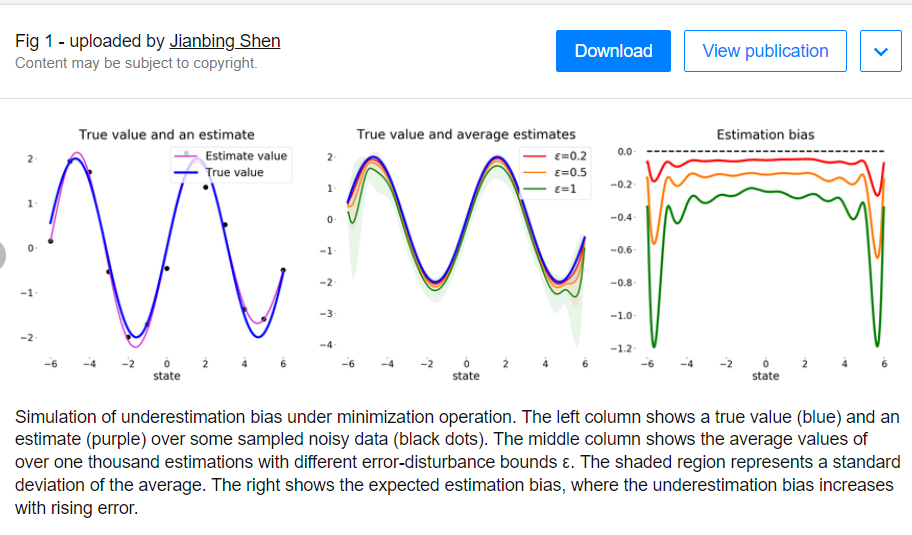 Fig 1 - uploaded by Jianbing Shen
Content may be subject to copyright.
Download
View publication
True value and an estimate
Estimate value
True value
2
1
0
−1
−2
−6 −4 −2 0 2 4 6
state
True value and average estimates
ε=0.2
ε=0.5
ε=1
2
1
0
−1
−2
−3
−4
−6 −4 −2 0 2 4 6
state
Estimation bias
0.0
−0.2
−0.4
−0.6
−0.8
−1.0
−1.2
−6 −4 −2 0 2 4 6
state
Simulation of underestimation bias under minimization operation. The left column shows a true value (blue) and an
estimate (purple) over some sampled noisy data (black dots). The middle column shows the average values of
over one thousand estimations with different error-disturbance bounds ε. The shaded region represents a standard
deviation of the average. The right shows the expected estimation bias, where the underestimation bias increases
with rising error.